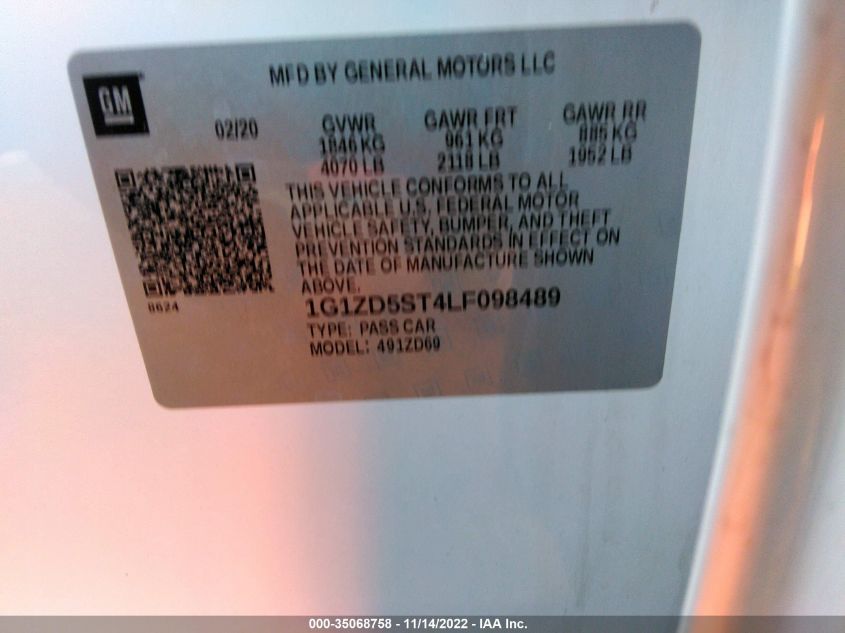 MFD BY GENERAL MOTORS LLC
GM
02/20
GVWR
1846 KG
4070 LB
GAWR FRT
961 KG
2118 LB
GAWR RR
885 KG
1952 LB
THIS VEHICLE CONFORMS TO ALL
APPLICABLE U.S. FEDERAL MOTOR
VEHICLE SAFETY, BUMPER, AND THEFT
PREVENTION STANDARDS IN EFFECT ON
THE DATE OF MANUFACTURE SHOWN
ABOVE.
8624
1G1ZD5ST4LF098489
TYPE: PASS CAR
MODEL: 491ZD69
000-35068758 - 11/14/2022 - IAA Inc.